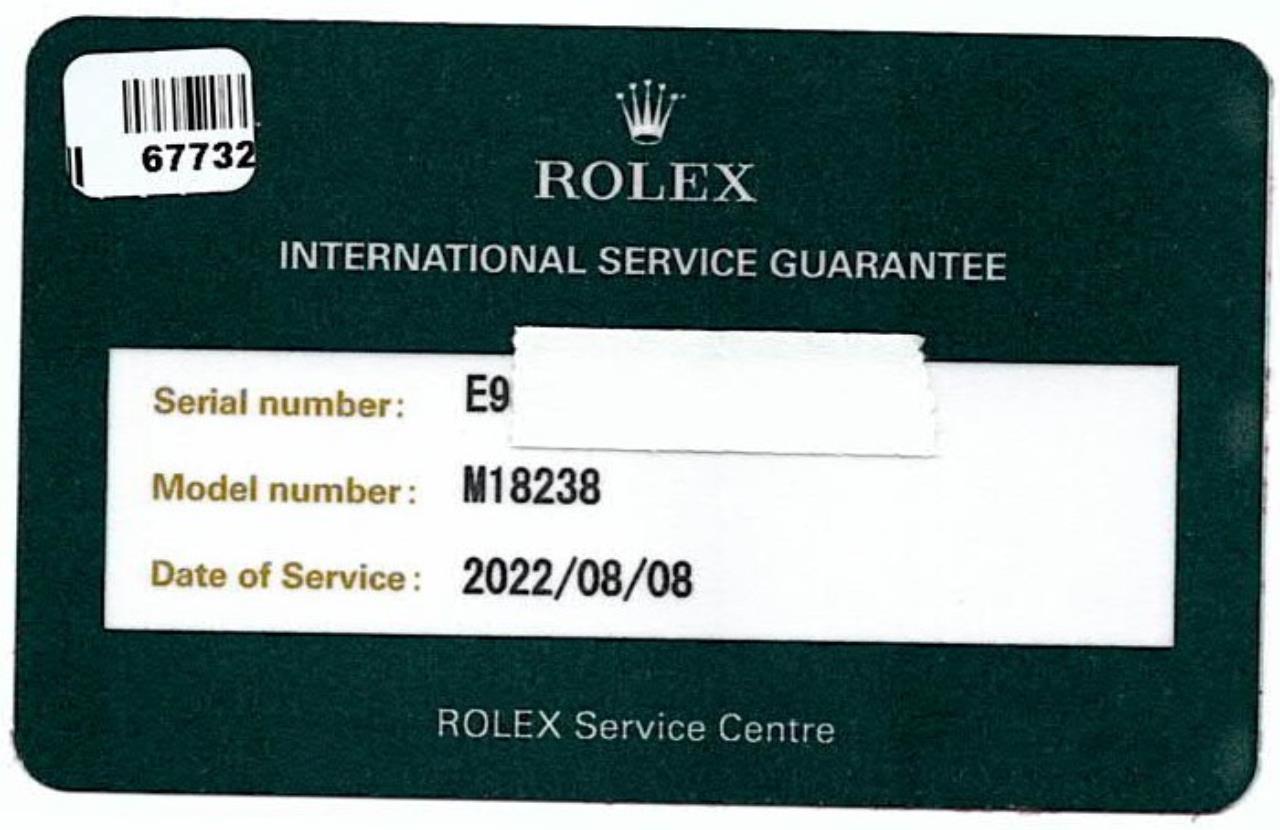 67732
ROLEX
INTERNATIONAL SERVICE GUARANTEE
Serial number: E9
Model number: M18238
Date of Service: 2022/08/08
ROLEX Service Centre